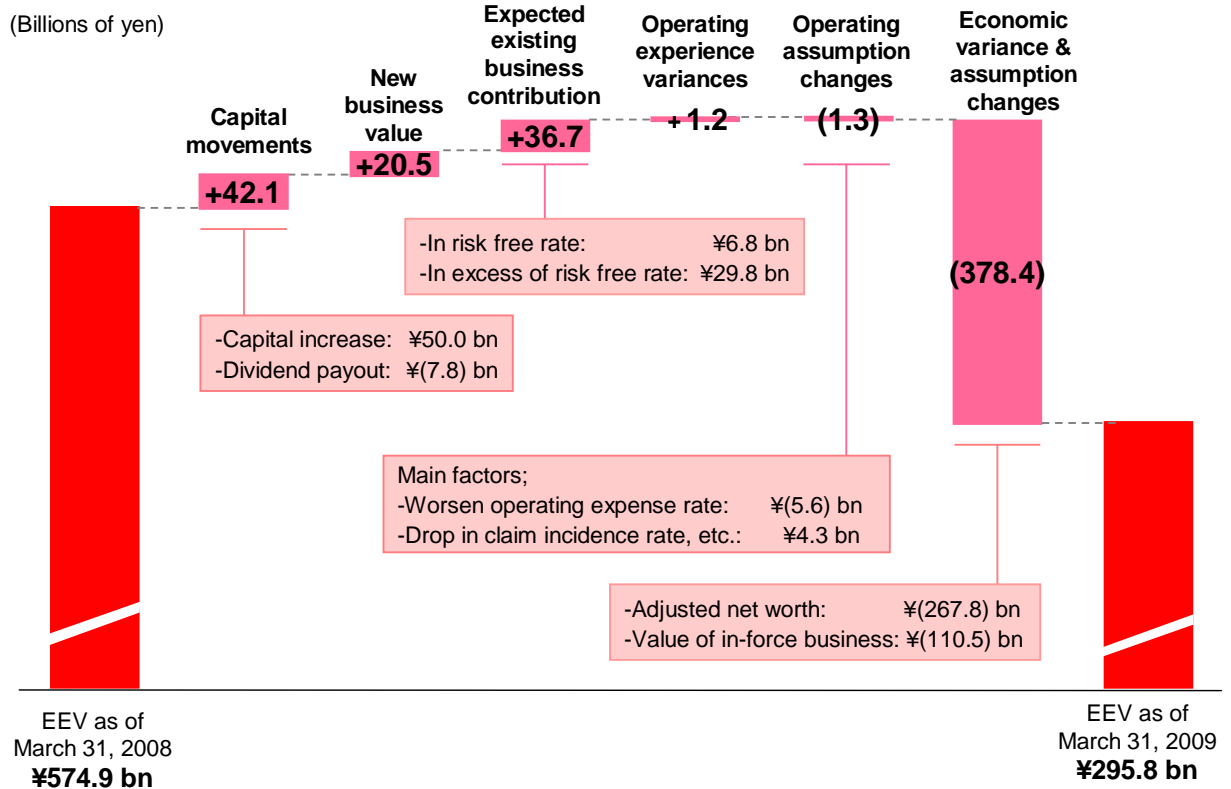 (Billions of yen)
Capital
movements
+42.1
New
business
value
+20.5
Expected
existing
business
contribution
+36.7
Operating
experience
variances
+1.2
Operating
assumption
changes
(1.3)
Economic
variance &
assumption
changes
(378.4)
-In risk free rate: ¥6.8 bn
-In excess of risk free rate: ¥29.8 bn
-Capital increase: ¥50.0 bn
-Dividend payout: ¥(7.8) bn
Main factors;
-Worsen operating expense rate: ¥(5.6) bn
-Drop in claim incidence rate, etc.: ¥4.3 bn
-Adjusted net worth: ¥(267.8) bn
-Value of in-force business: ¥(110.5) bn
EEV as of
March 31, 2008
¥574.9 bn
EEV as of
March 31, 2009
¥295.8 bn